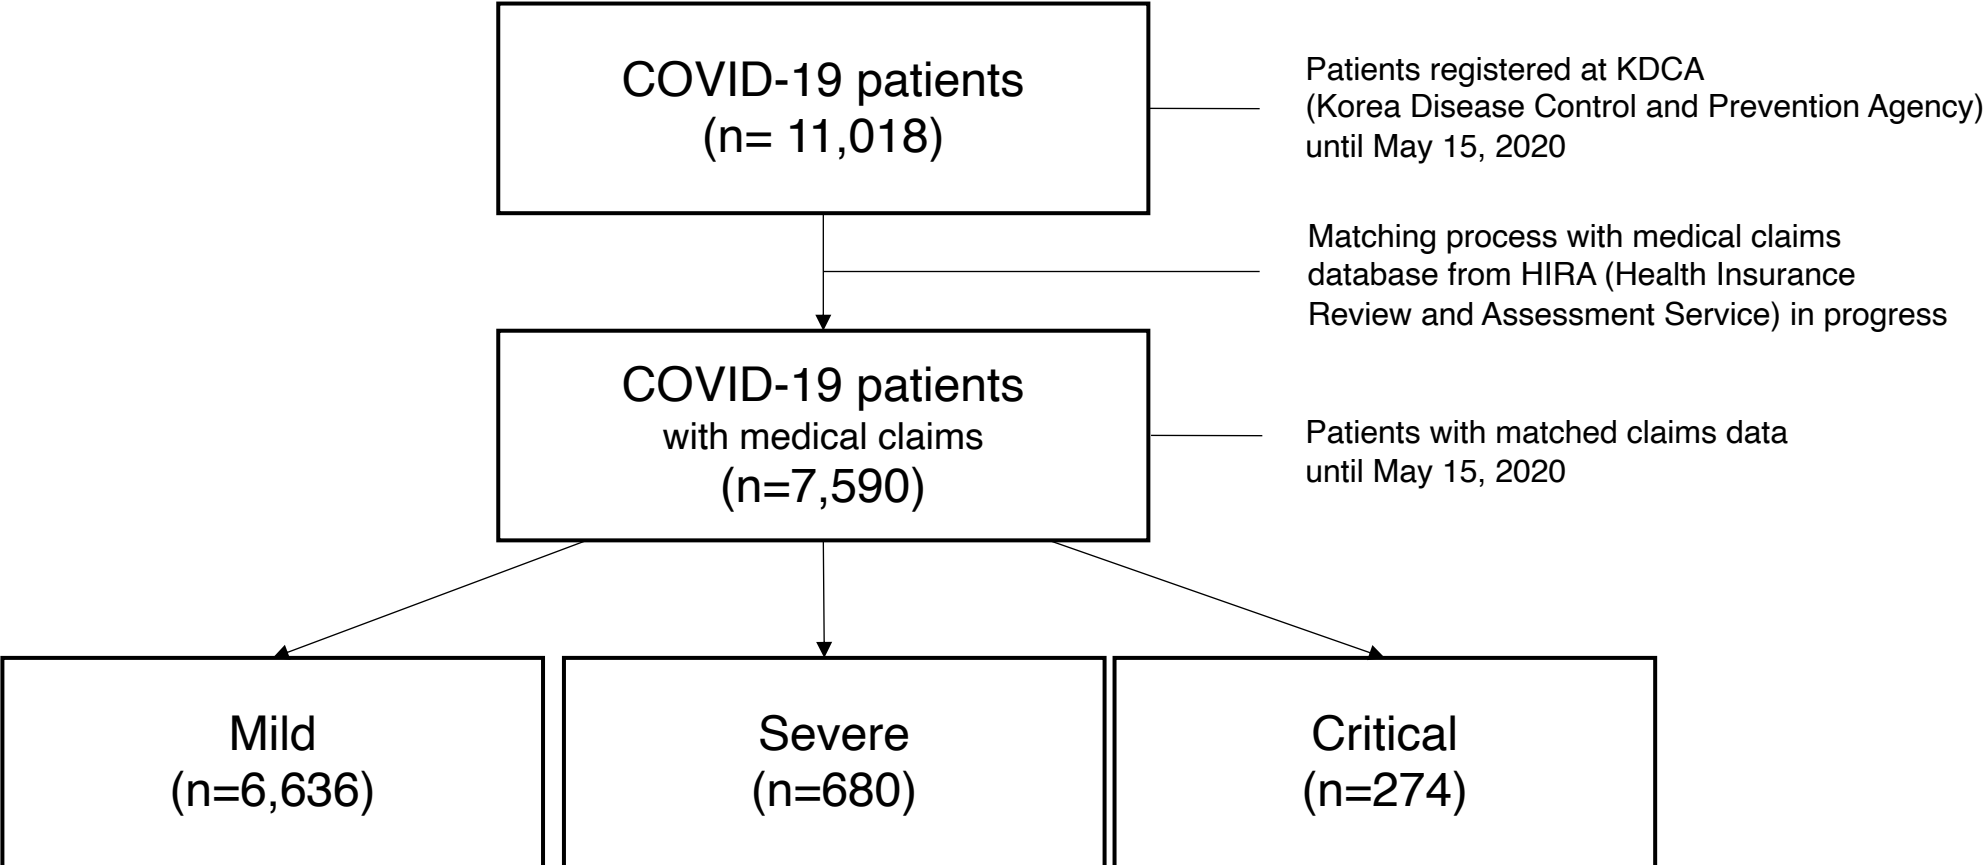 COVID-19 patients
(n= 11,018)
Patients registered at KDCA
(Korea Disease Control and Prevention Agency)
until May 15, 2020
Matching process with medical claims
database from HIRA (Health Insurance
Review and Assessment Service) in progress
COVID-19 patients
with medical claims
(n=7,590)
Patients with matched claims data
until May 15, 2020
Mild
(n=6,636)
Severe
(n=680)
Critical
(n=274)